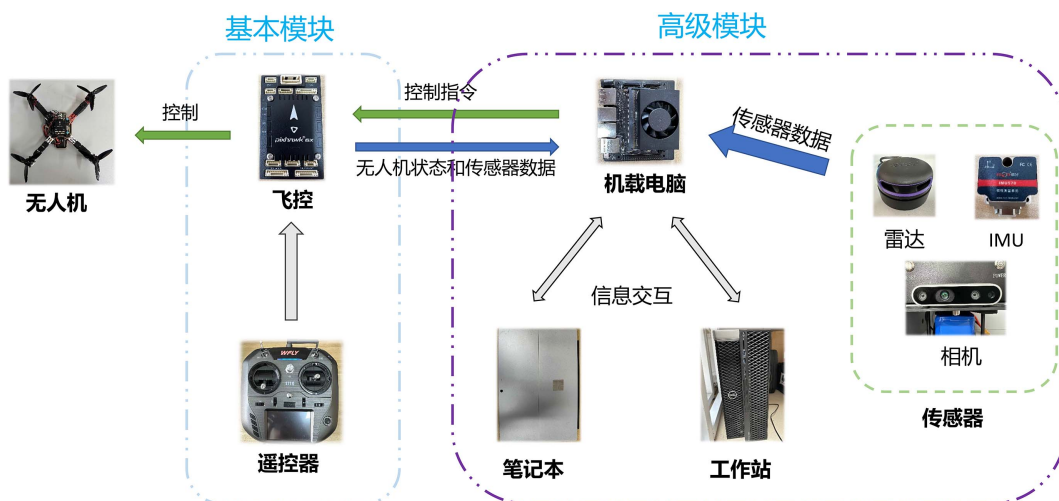 基本模块
高级模块
控制
控制指令
无人机状态和传感器数据
传感器数据
无人机
飞控
机载电脑
雷达
IMU
信息交互
相机
传感器
WFLY
遥控器
笔记本
工作站